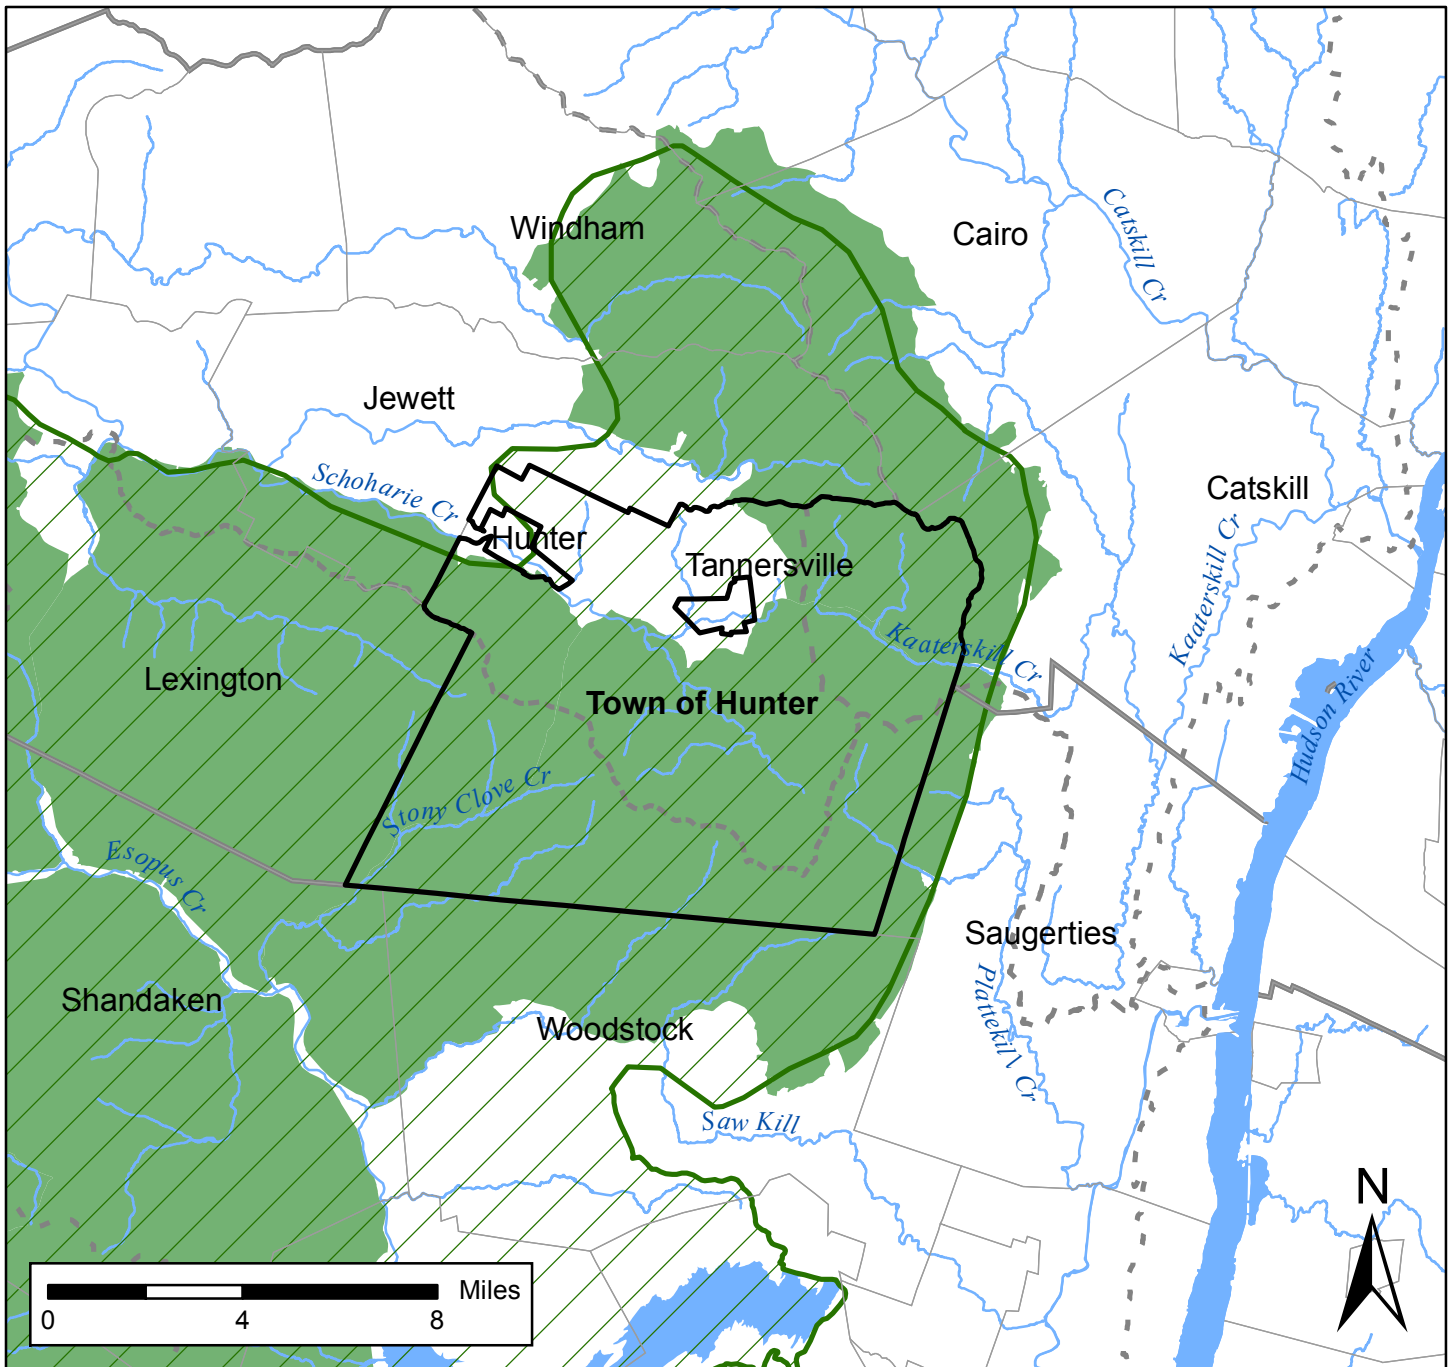 Windham
Cairo
Catskill Cr
Jewett
Schoharie Cr
Catskill
Hunter
Tannersville
Kaaterskill Cr
Kaaterskill Cr
Lexington
Town of Hunter
Hudson River
Stony Clove Cr
Esopus Cr
Saugerties
Shandaken
Woodstock
Plattekill Cr
Saw Kill
N
Miles
0 4 8